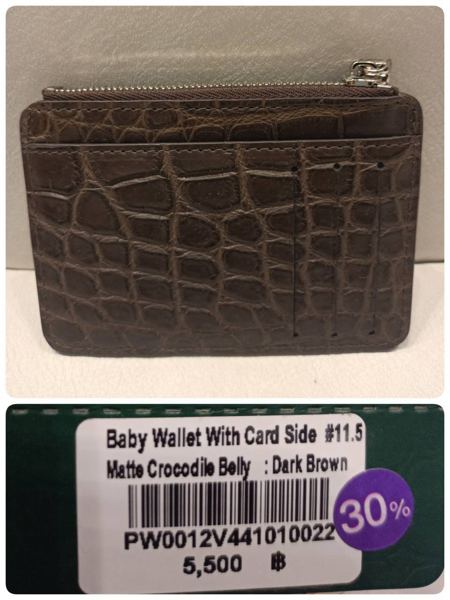 Baby Wallet With Card Side #11.5
Matte Crocodile Belly : Dark Brown
PW0012V441010022
30%
5,500 ฿